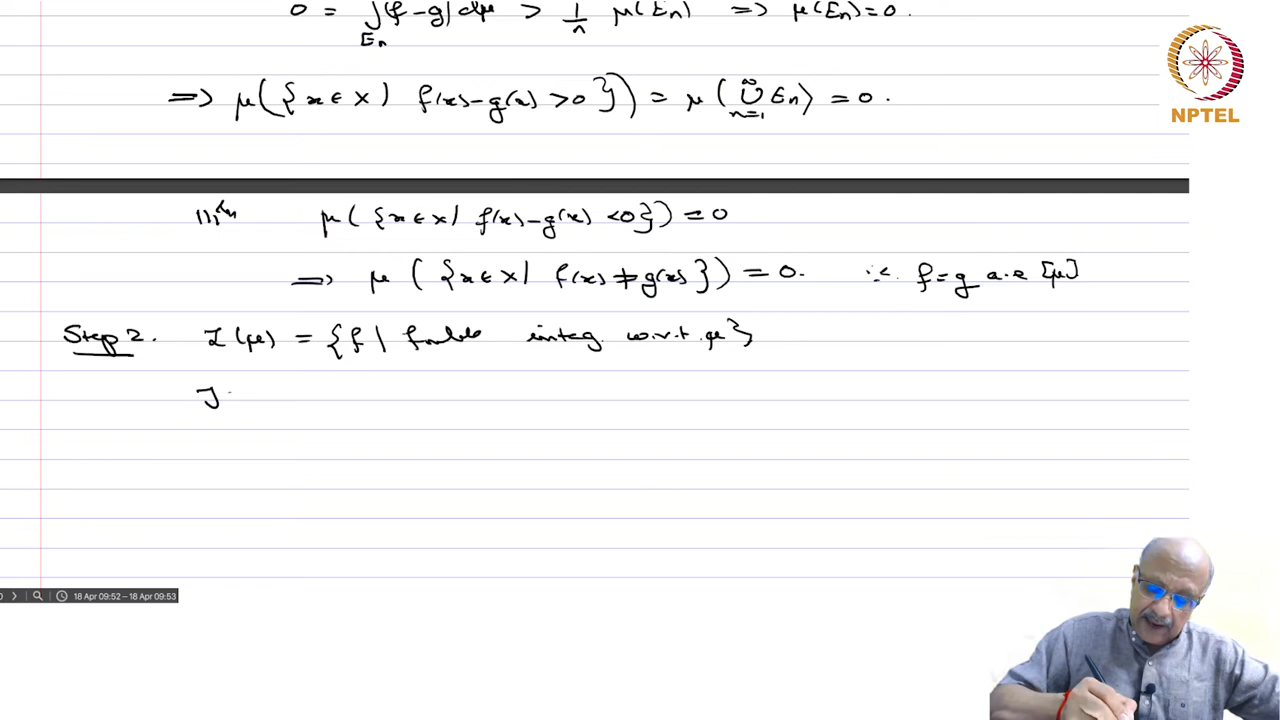 0 = ∫_{E_n} (f-g) dμ > 1/n μ(E_n) ⟹ μ(E_n)=0.
⟹ μ({x∈X | f(x)-g(x) >0}) = μ(⋃_{n=1}^∞ E_n) = 0.
NPTEL
|||ly μ({x∈X | f(x)-g(x) <0}) = 0
⟹ μ({x∈X | f(x)≠g(x)}) = 0. i.e. f=g a.e [μ]
Step 2. 𝓛(μ) = {f | integ. w.r.t. μ}
18 Apr 09:52 – 18 Apr 09:53